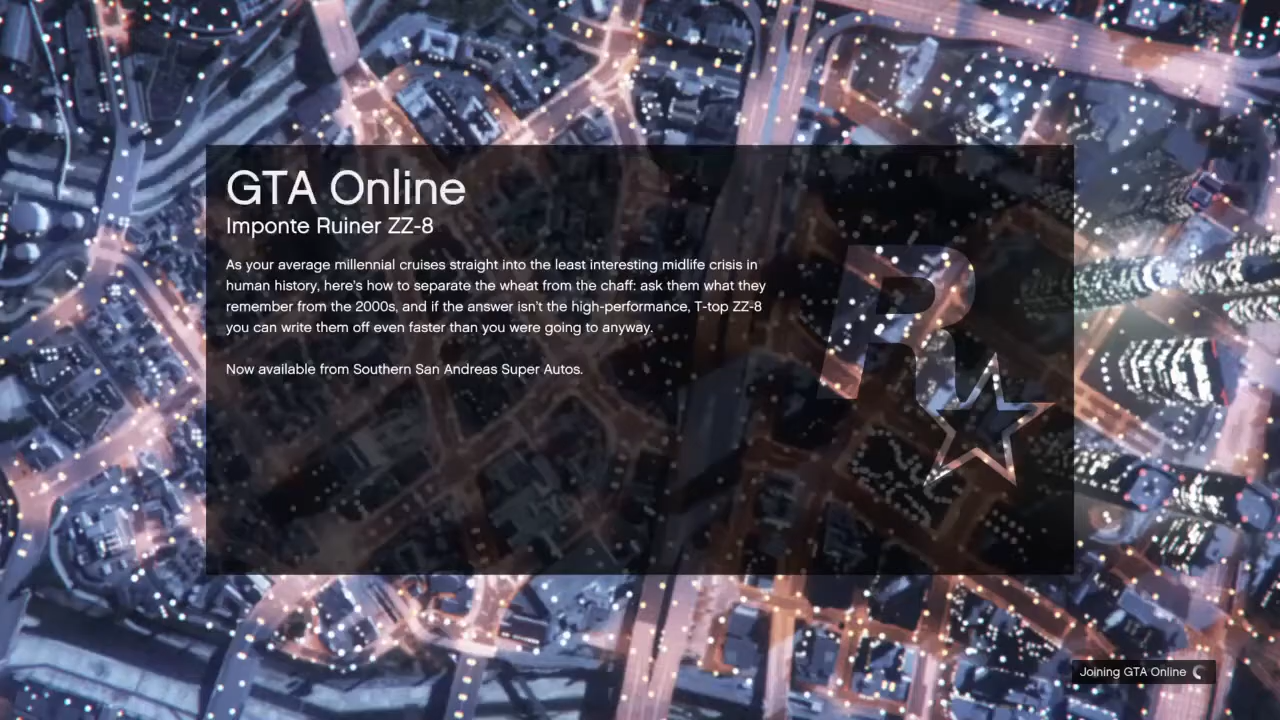 GTA Online
Imponte Ruiner ZZ-8
As your average millennial cruises straight into the least interesting midlife crisis in
human history, here's how to separate the wheat from the chaff: ask them what they
remember from the 2000s, and if the answer isn't the high-performance, T-top ZZ-8
you can write them off even faster than you were going to anyway.
Now available from Southern San Andreas Super Autos.
R
Joining GTA Online